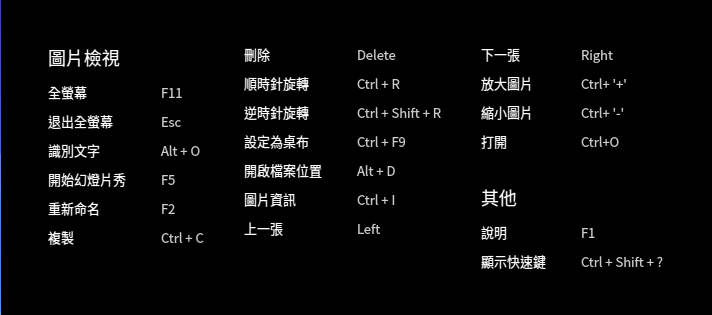 圖片檢視
全螢幕 F11
退出全螢幕 Esc
識別文字 Alt + O
開始幻燈片秀 F5
重新命名 F2
複製 Ctrl + C
刪除 Delete
順時針旋轉 Ctrl + R
逆時針旋轉 Ctrl + Shift + R
設定為桌布 Ctrl + F9
開啟檔案位置 Alt + D
圖片資訊 Ctrl + I
上一張 Left
下一張 Right
放大圖片 Ctrl+ '+'
縮小圖片 Ctrl+ '-'
打開 Ctrl+O
其他
說明 F1
顯示快速鍵 Ctrl + Shift + ?